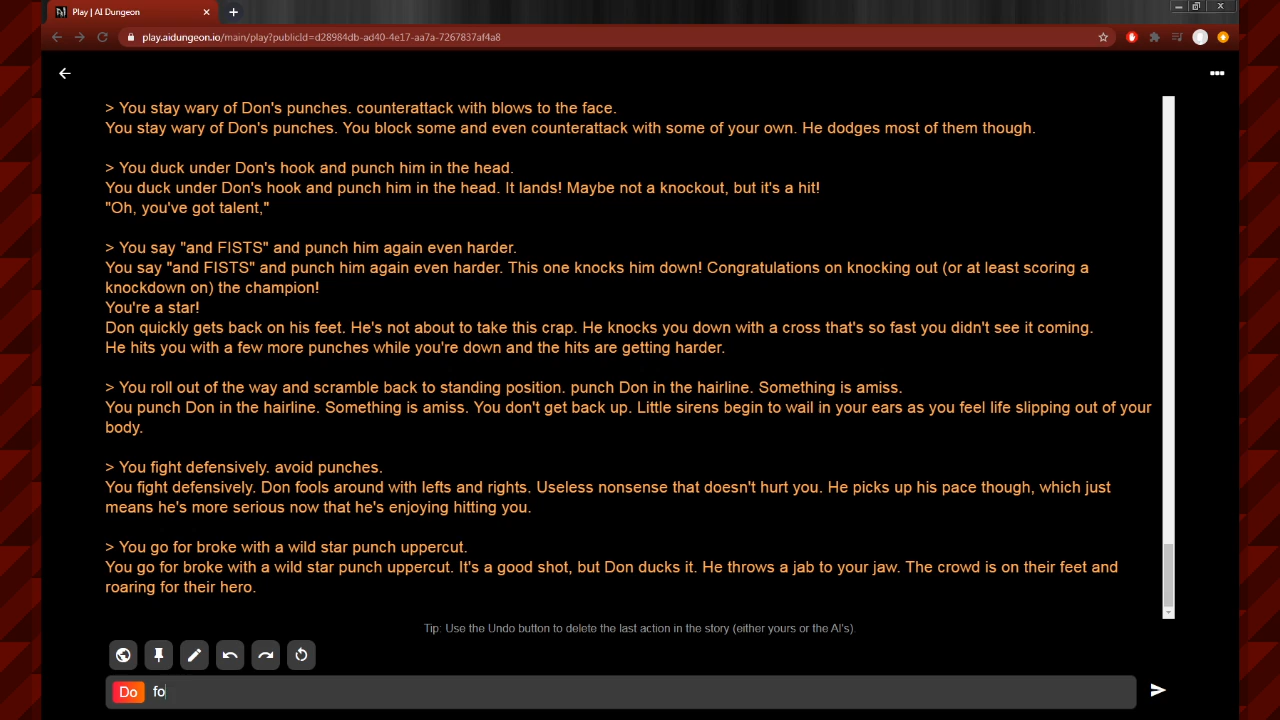 Play | AI Dungeon
play.aidungeon.io/main/play?publicId=d28984db-ad40-4e17-aa7a-7267837af4a8
> You stay wary of Don's punches. counterattack with blows to the face.
You stay wary of Don's punches. You block some and even counterattack with some of your own. He dodges most of them though.
> You duck under Don's hook and punch him in the head.
You duck under Don's hook and punch him in the head. It lands! Maybe not a knockout, but it's a hit!
"Oh, you've got talent,"
> You say "and FISTS" and punch him again even harder.
You say "and FISTS" and punch him again even harder. This one knocks him down! Congratulations on knocking out (or at least scoring a
knockdown on) the champion!
You're a star!
Don quickly gets back on his feet. He's not about to take this crap. He knocks you down with a cross that's so fast you didn't see it coming.
He hits you with a few more punches while you're down and the hits are getting harder.
> You roll out of the way and scramble back to standing position. punch Don in the hairline. Something is amiss.
You punch Don in the hairline. Something is amiss. You don't get back up. Little sirens begin to wail in your ears as you feel life slipping out of your
body.
> You fight defensively. avoid punches.
You fight defensively. Don fools around with lefts and rights. Useless nonsense that doesn't hurt you. He picks up his pace though, which just
means he's more serious now that he's enjoying hitting you.
> You go for broke with a wild star punch uppercut.
You go for broke with a wild star punch uppercut. It's a good shot, but Don ducks it. He throws a jab to your jaw. The crowd is on their feet and
roaring for their hero.
Tip: Use the Undo button to delete the last action in the story (either yours or the AI's).
Do fo